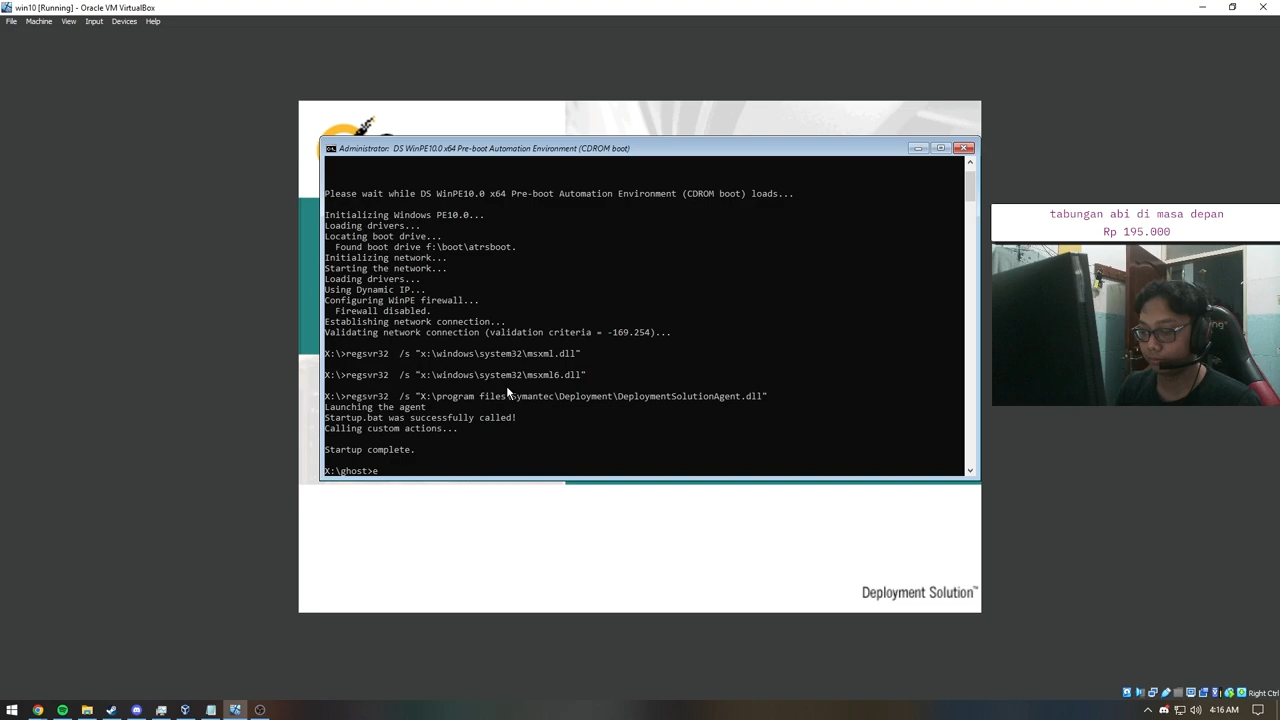 win10 [Running] - Oracle VM VirtualBox
File Machine View Input Devices Help
Administrator: DS WinPE10.0 x64 Pre-boot Automation Environment (CDROM boot)
Please wait while DS WinPE10.0 x64 Pre-boot Automation Environment (CDROM boot) loads...
Initializing Windows PE10.0...
Loading drivers...
Locating boot drive...
Found boot drive f:\boot\atrsboot.
Initializing network...
Starting the network...
Loading drivers...
Using Dynamic IP...
Configuring WinPE firewall...
Firewall disabled.
Establishing network connection...
Validating network connection (validation criteria = -169.254)...
X:\>regsvr32 /s "x:\windows\system32\msxml.dll"
X:\>regsvr32 /s "x:\windows\system32\msxml6.dll"
X:\>regsvr32 /s "X:\program files\Symantec\Deployment\DeploymentSolutionAgent.dll"
Launching the agent
Startup.bat was successfully called!
Calling custom actions...
Startup complete.
X:\ghost>e
tabungan abi di masa depan
Rp 195.000
Deployment Solution™
Right Ctrl
4:16 AM